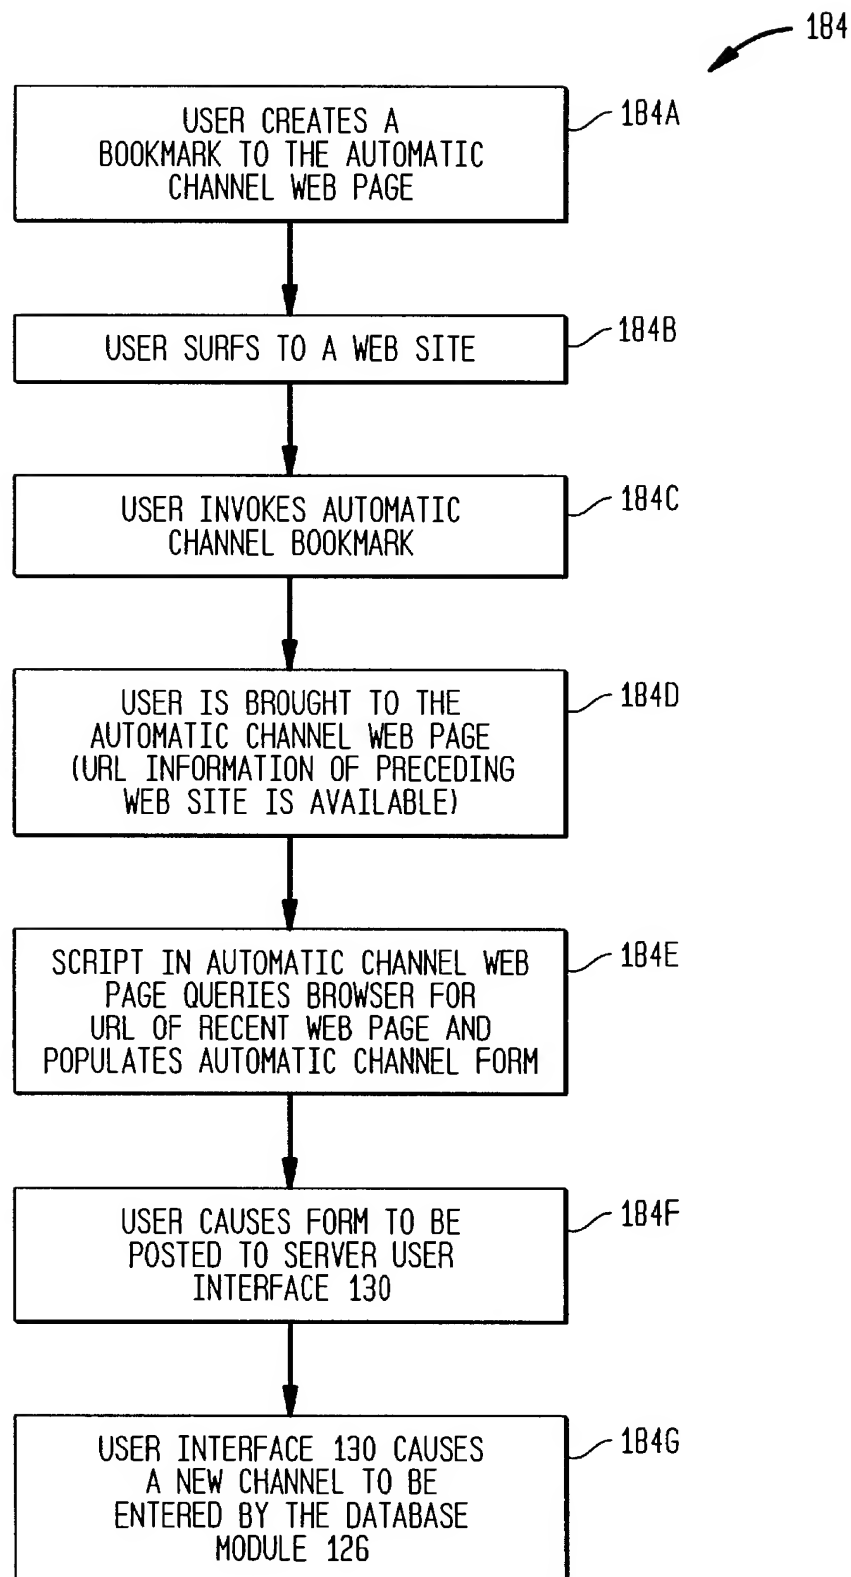 184
USER CREATES A
BOOKMARK TO THE AUTOMATIC
CHANNEL WEB PAGE
184A
USER SURFS TO A WEB SITE
184B
USER INVOKES AUTOMATIC
CHANNEL BOOKMARK
184C
USER IS BROUGHT TO THE
AUTOMATIC CHANNEL WEB PAGE
(URL INFORMATION OF PRECEDING
WEB SITE IS AVAILABLE)
184D
SCRIPT IN AUTOMATIC CHANNEL WEB
PAGE QUERIES BROWSER FOR
URL OF RECENT WEB PAGE AND
POPULATES AUTOMATIC CHANNEL FORM
184E
USER CAUSES FORM TO BE
POSTED TO SERVER USER
INTERFACE 130
184F
USER INTERFACE 130 CAUSES
A NEW CHANNEL TO BE
ENTERED BY THE DATABASE
MODULE 126
184G